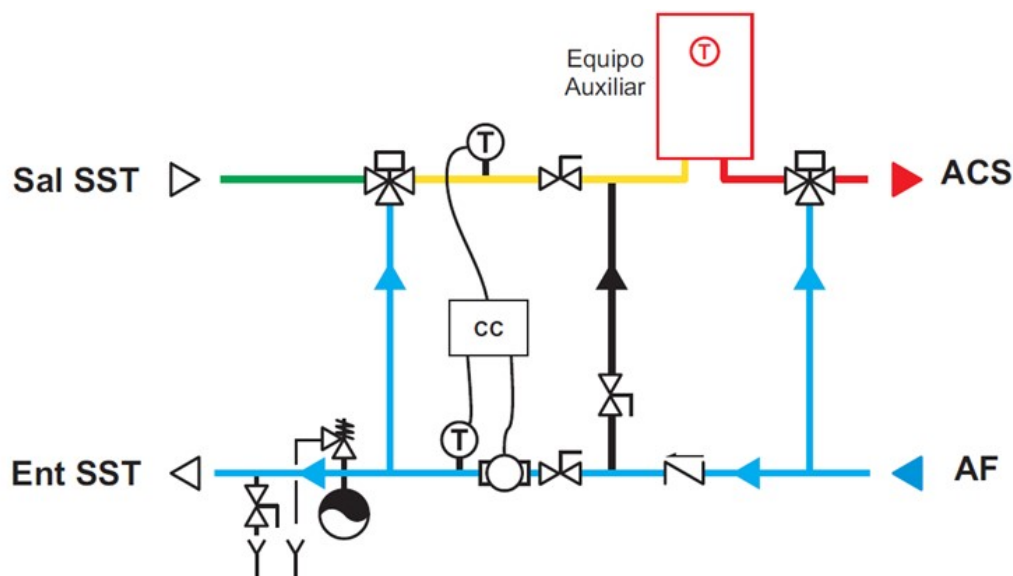 Equipo
Auxiliar
T
T
Sal SST
ACS
CC
T
Ent SST
AF